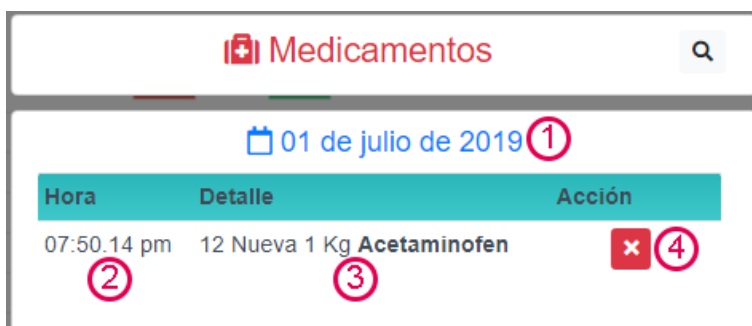 Medicamentos
01 de julio de 2019 1
Hora Detalle Acción
07:50.14 pm 12 Nueva 1 Kg Acetaminofen × 4
2 3